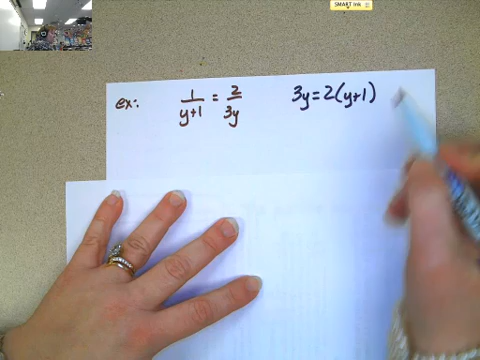 SMART Ink
ex: 1/(y+1) = 2/(3y) 3y=2(y+1)